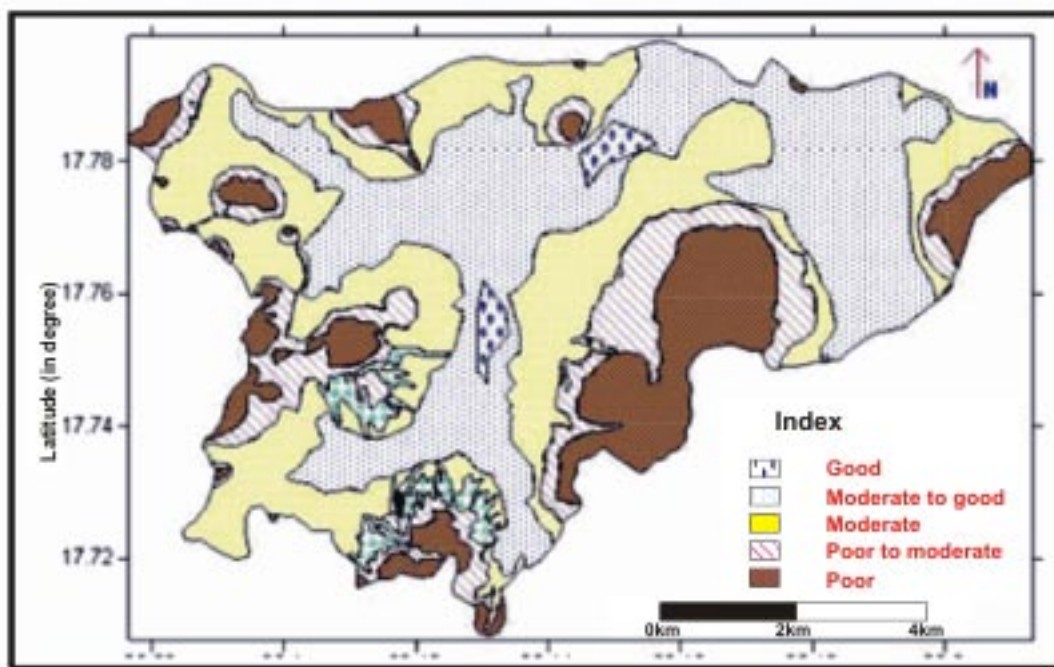 N
17.78
17.76
17.74
17.72
Latitude (in degree)
Index
Good
Moderate to good
Moderate
Poor to moderate
Poor
0km 2km 4km